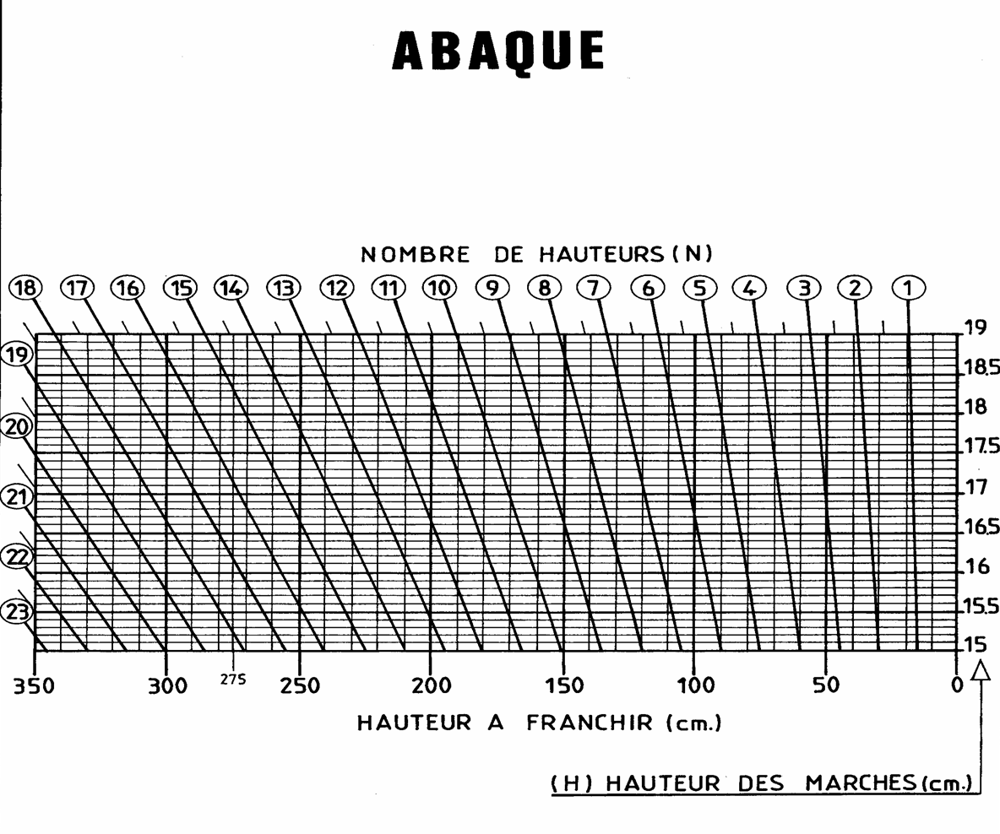 ABAQUE
NOMBRE DE HAUTEURS (N)
18 17 16 15 14 13 12 11 10 9 8 7 6 5 4 3 2 1
19
19
18,5
20
18
17.5
21
17
16.5
22
16
23
15,5
15
350 300 275 250 200 150 100 50 0
HAUTEUR A FRANCHIR (cm.)
(H) HAUTEUR DES MARCHES (cm.)